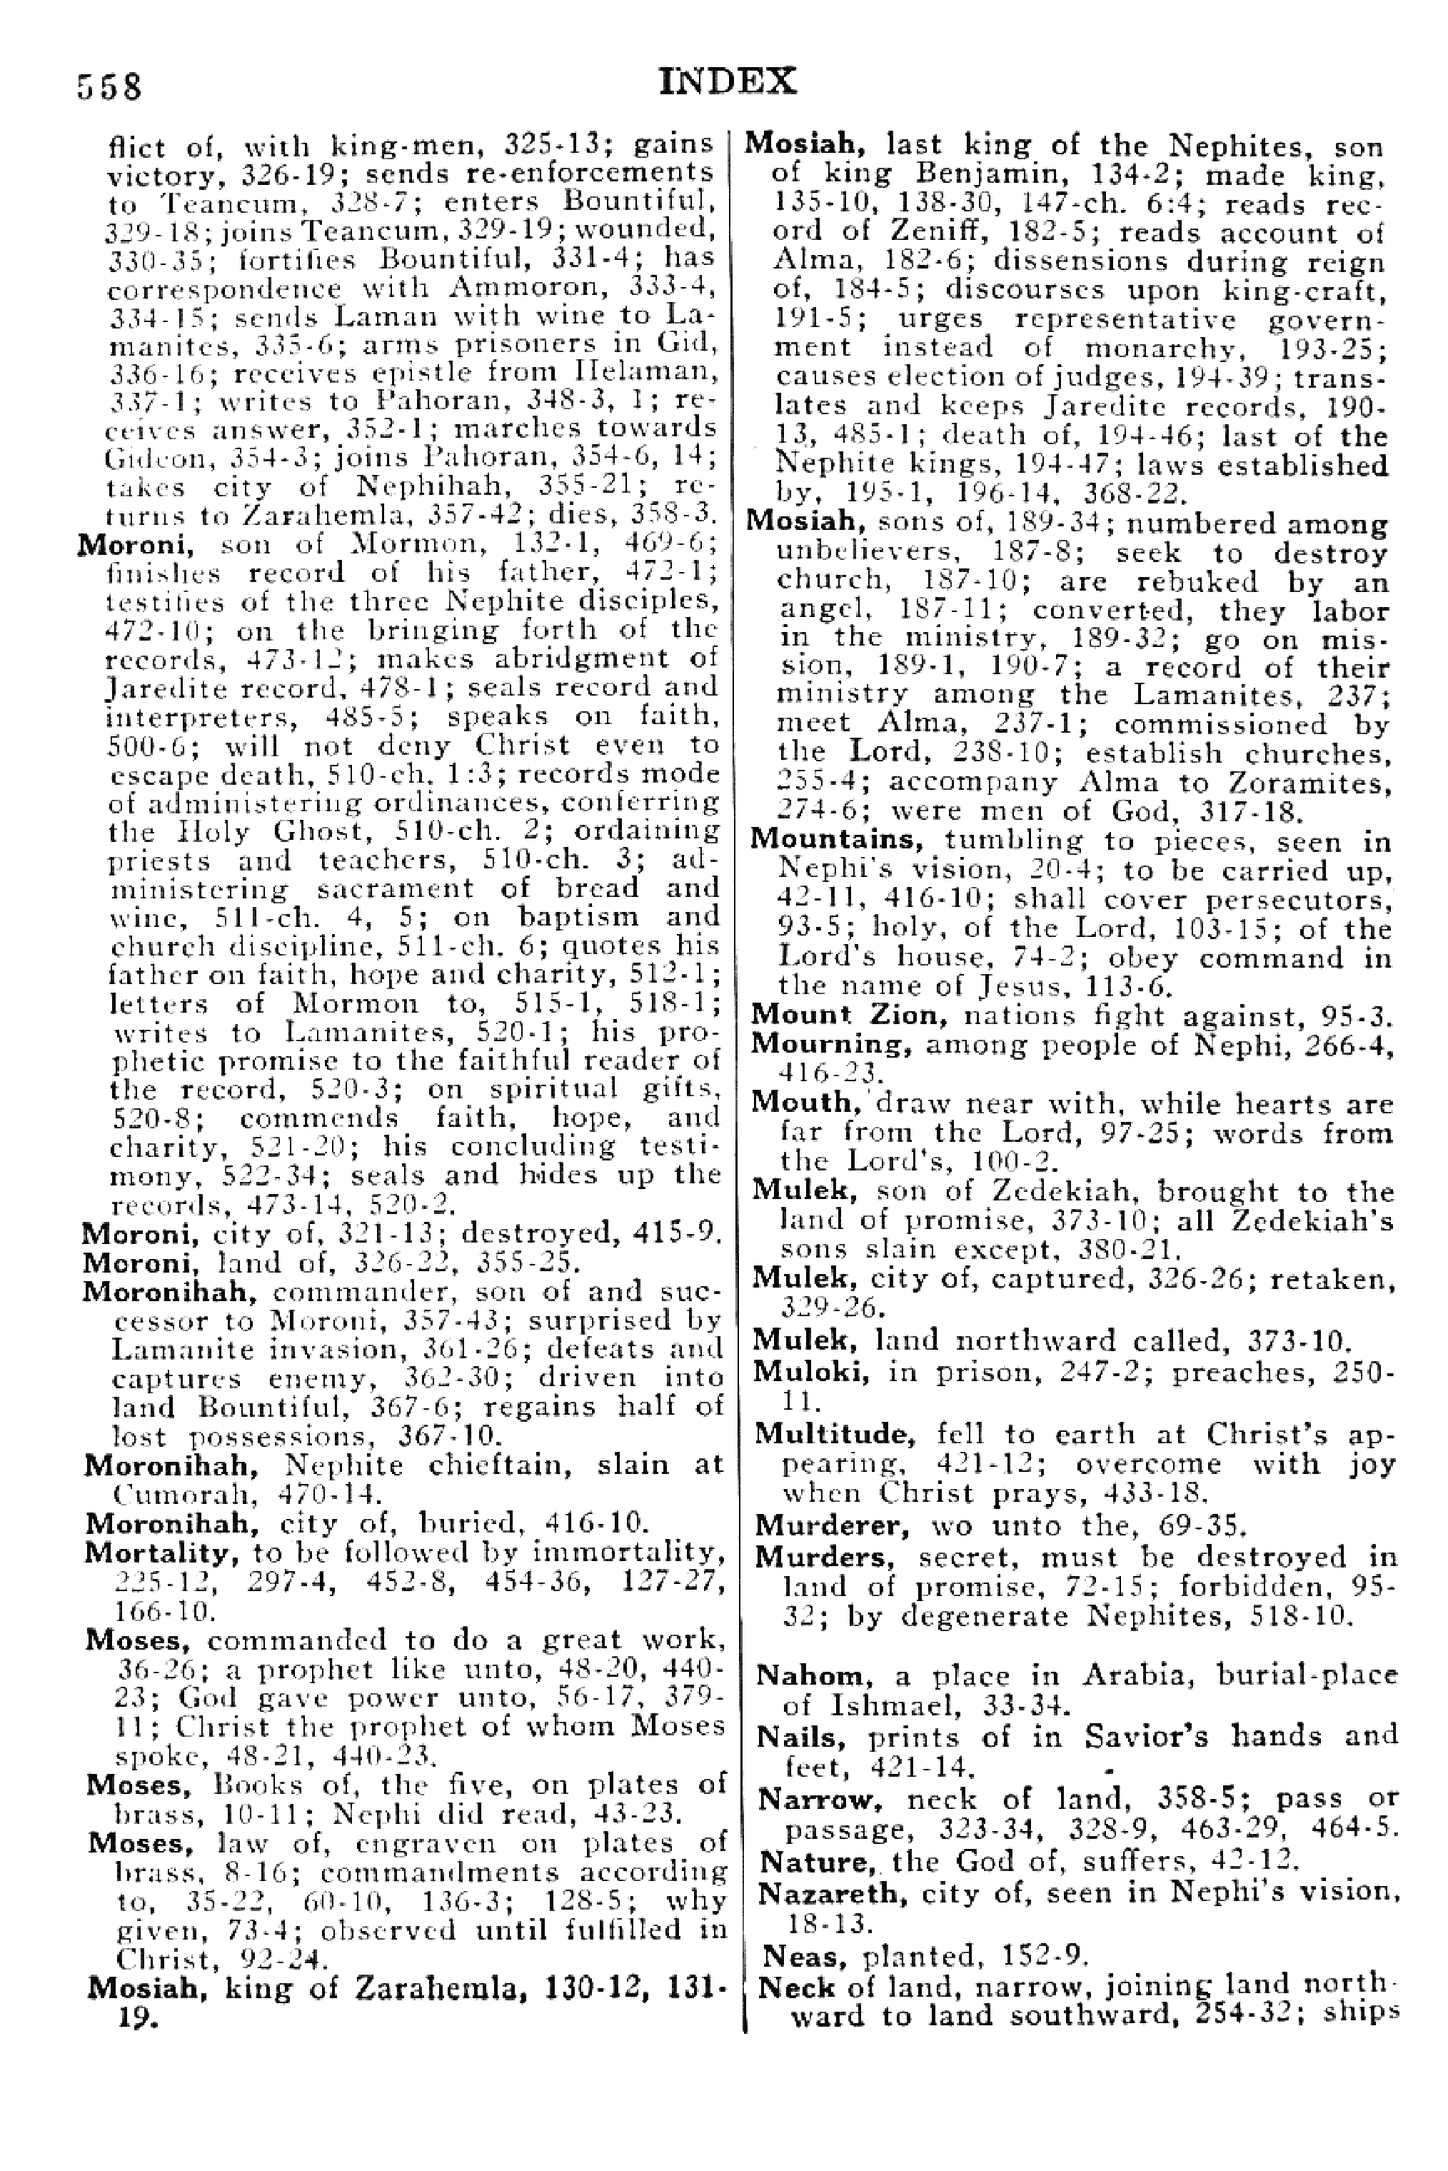 558
INDEX
flict of, with king-men, 325-13; gains
victory, 326-19; sends re-enforcements
to Teancum, 328-7; enters Bountiful,
329-18; joins Teancum, 329-19; wounded,
330-35; fortifies Bountiful, 331-4; has
correspondence with Ammoron, 333-4,
334-15; sends Laman with wine to La-
manites, 335-6; arms prisoners in Gid,
336-16; receives epistle from Helaman,
337-1; writes to Pahoran, 348-3, 1; re-
ceives answer, 352-1; marches towards
Gideon, 354-3; joins Pahoran, 354-6, 14;
takes city of Nephihah, 355-21; re-
turns to Zarahemla, 357-42; dies, 358-3.
Moroni, son of Mormon, 132-1, 469-6;
finishes record of his father, 472-1;
testifies of the three Nephite disciples,
472-10; on the bringing forth of the
records, 473-12; makes abridgment of
Jaredite record, 478-1; seals record and
interpreters, 485-5; speaks on faith,
500-6; will not deny Christ even to
escape death, 510-ch. 1:3; records mode
of administering ordinances, conferring
the Holy Ghost, 510-ch. 2; ordaining
priests and teachers, 510-ch. 3; ad-
ministering sacrament of bread and
wine, 511-ch. 4, 5; on baptism and
church discipline, 511-ch. 6; quotes his
father on faith, hope and charity, 512-1;
letters of Mormon to, 515-1, 518-1;
writes to Lamanites, 520-1; his pro-
phetic promise to the faithful reader of
the record, 520-3; on spiritual gifts,
520-8; commends faith, hope, and
charity, 521-20; his concluding testi-
mony, 522-34; seals and hides up the
records, 473-14, 520-2.
Moroni, city of, 321-13; destroyed, 415-9.
Moroni, land of, 326-22, 355-25.
Moronihah, commander, son of and suc-
cessor to Moroni, 357-43; surprised by
Lamanite invasion, 361-26; defeats and
captures enemy, 362-30; driven into
land Bountiful, 367-6; regains half of
lost possessions, 367-10.
Moronihah, Nephite chieftain, slain at
Cumorah, 470-14.
Moronihah, city of, buried, 416-10.
Mortality, to be followed by immortality,
225-12, 297-4, 452-8, 454-36, 127-27,
166-10.
Moses, commanded to do a great work,
36-26; a prophet like unto, 48-20, 440-
23; God gave power unto, 56-17, 379-
11; Christ the prophet of whom Moses
spoke, 48-21, 440-23.
Moses, Books of, the five, on plates of
brass, 10-11; Nephi did read, 43-23.
Moses, law of, engraven on plates of
brass, 8-16; commandments according
to, 35-22, 60-10, 136-3; 128-5; why
given, 73-4; observed until fulfilled in
Christ, 92-24.
Mosiah, king of Zarahemla, 130-12, 131-
19.
Mosiah, last king of the Nephites, son
of king Benjamin, 134-2; made king,
135-10, 138-30, 147-ch. 6:4; reads rec-
ord of Zeniff, 182-5; reads account of
Alma, 182-6; dissensions during reign
of, 184-5; discourses upon king-craft,
191-5; urges representative govern-
ment instead of monarchy, 193-25;
causes election of judges, 194-39; trans-
lates and keeps Jaredite records, 190-
13, 485-1; death of, 194-46; last of the
Nephite kings, 194-47; laws established
by, 195-1, 196-14, 368-22.
Mosiah, sons of, 189-34; numbered among
unbelievers, 187-8; seek to destroy
church, 187-10; are rebuked by an
angel, 187-11; converted, they labor
in the ministry, 189-32; go on mis-
sion, 189-1, 190-7; a record of their
ministry among the Lamanites, 237;
meet Alma, 237-1; commissioned by
the Lord, 238-10; establish churches,
255-4; accompany Alma to Zoramites,
274-6; were men of God, 317-18.
Mountains, tumbling to pieces, seen in
Nephi's vision, 20-4; to be carried up,
42-11, 416-10; shall cover persecutors,
93-5; holy, of the Lord, 103-15; of the
Lord's house, 74-2; obey command in
the name of Jesus, 113-6.
Mount Zion, nations fight against, 95-3.
Mourning, among people of Nephi, 266-4,
416-23.
Mouth, draw near with, while hearts are
far from the Lord, 97-25; words from
the Lord's, 100-2.
Mulek, son of Zedekiah, brought to the
land of promise, 373-10; all Zedekiah's
sons slain except, 380-21.
Mulek, city of, captured, 326-26; retaken,
329-26.
Mulek, land northward called, 373-10.
Muloki, in prison, 247-2; preaches, 250-
11.
Multitude, fell to earth at Christ's ap-
pearing, 421-12; overcome with joy
when Christ prays, 433-18.
Murderer, wo unto the, 69-35.
Murders, secret, must be destroyed in
land of promise, 72-15; forbidden, 95-
32; by degenerate Nephites, 518-10.
Nahom, a place in Arabia, burial-place
of Ishmael, 33-34.
Nails, prints of in Savior's hands and
feet, 421-14.
Narrow, neck of land, 358-5; pass or
passage, 323-34, 328-9, 463-29, 464-5.
Nature, the God of, suffers, 42-12.
Nazareth, city of, seen in Nephi's vision,
18-13.
Neas, planted, 152-9.
Neck of land, narrow, joining land north-
ward to land southward, 254-32; ships